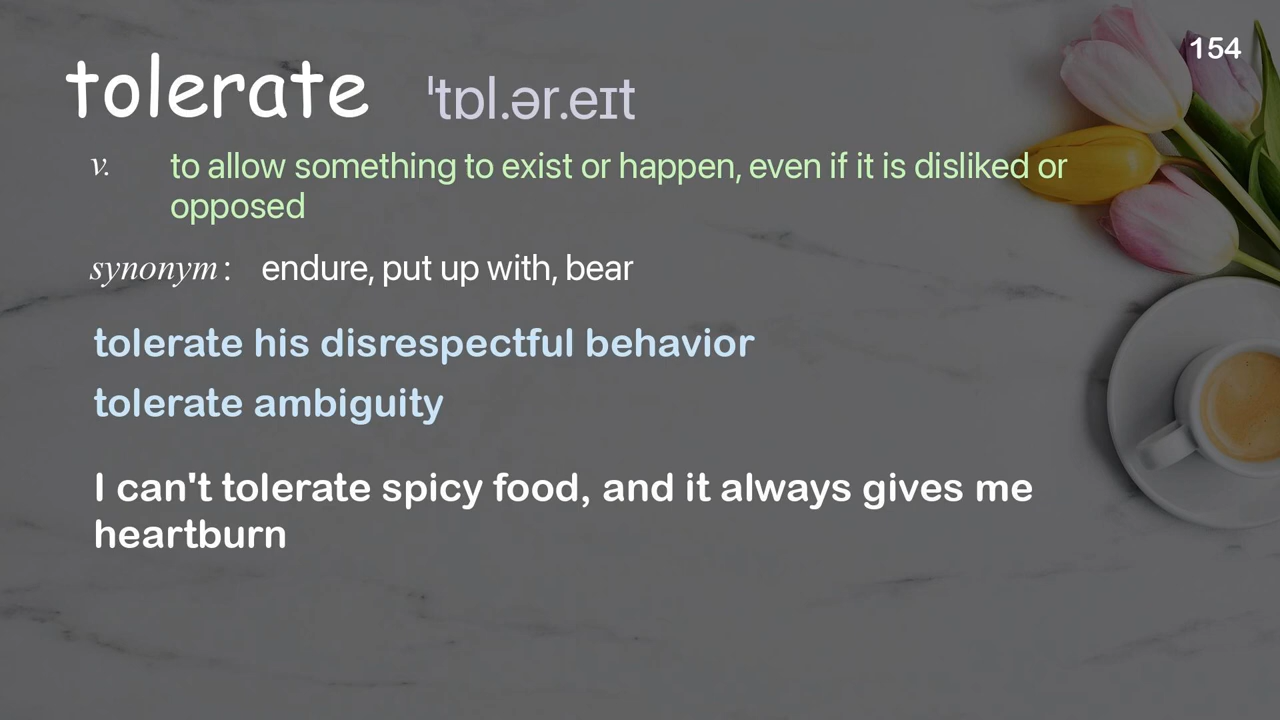 154
tolerate ˈtɒl.ər.eɪt
v. to allow something to exist or happen, even if it is disliked or
opposed
synonym: endure, put up with, bear
tolerate his disrespectful behavior
tolerate ambiguity
I can't tolerate spicy food, and it always gives me
heartburn